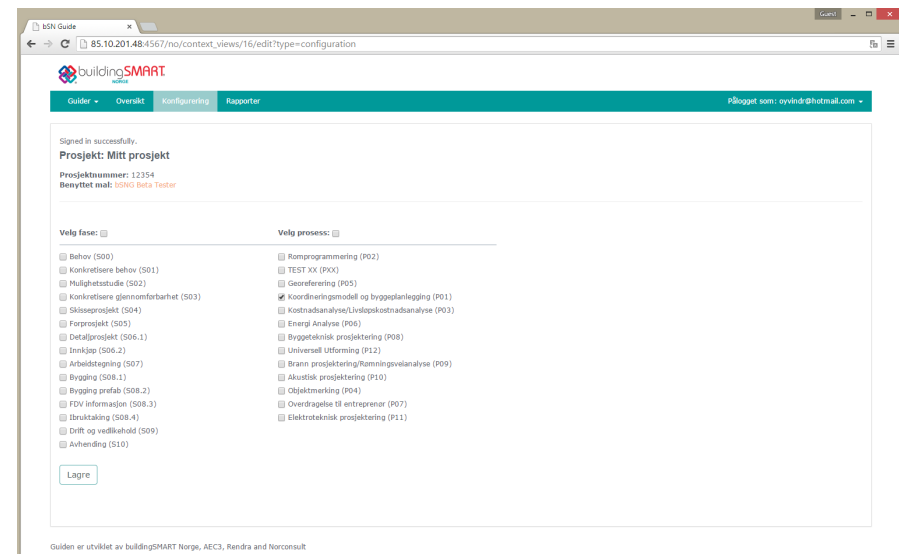 bSN Guide
Guest
85.10.201.48:4567/no/context_views/16/edit?type=configuration
buildingSMART
NORGE
Guider Oversikt Konfigurering Rapporter Pålogget som: oyvindr@hotmail.com
Signed in successfully.
Prosjekt: Mitt prosjekt
Prosjektnummer: 12354
Benyttet mal: bSNG Beta Tester
Velg fase: Velg prosess:
Behov (S00) Romprogrammering (P02)
Konkretisere behov (S01) TEST XX (PXX)
Mulighetsstudie (S02) Georeferering (P05)
Konkretisere gjennomførbarhet (S03) Koordineringsmodell og byggeplanlegging (P01)
Skisseprosjekt (S04) Kostnadsanalyse/Livsløpskostnadsanalyse (P03)
Forprosjekt (S05) Energi Analyse (P06)
Detaljprosjekt (S06.1) Byggeteknisk prosjektering (P08)
Innkjøp (S06.2) Universell Utforming (P12)
Arbeidstegning (S07) Brann prosjektering/Rømningsveianalyse (P09)
Bygging (S08.1) Akustisk prosjektering (P10)
Bygging prefab (S08.2) Objektmerking (P04)
FDV informasjon (S08.3) Overdragelse til entreprenør (P07)
Ibruktaking (S08.4) Elektroteknisk prosjektering (P11)
Drift og vedlikehold (S09)
Avhending (S10)
Lagre
Guiden er utviklet av buildingSMART Norge, AEC3, Rendra and Norconsult